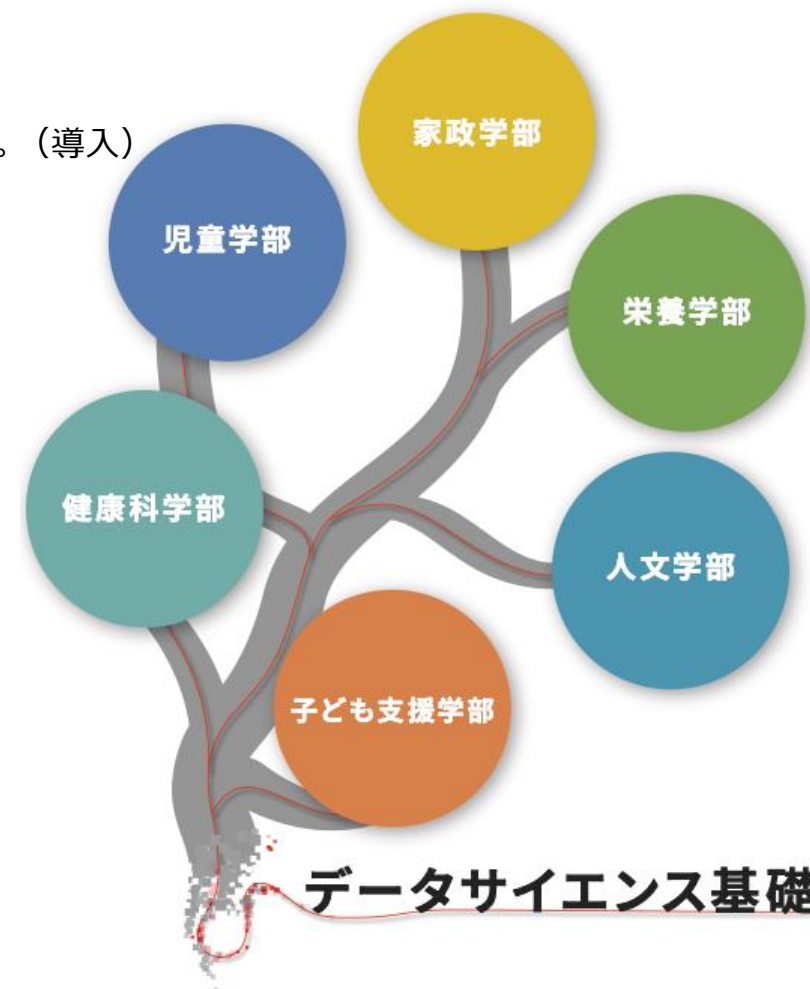 。（導入）
家政学部
児童学部
栄養学部
健康科学部
人文学部
子ども支援学部
データサイエンス基礎